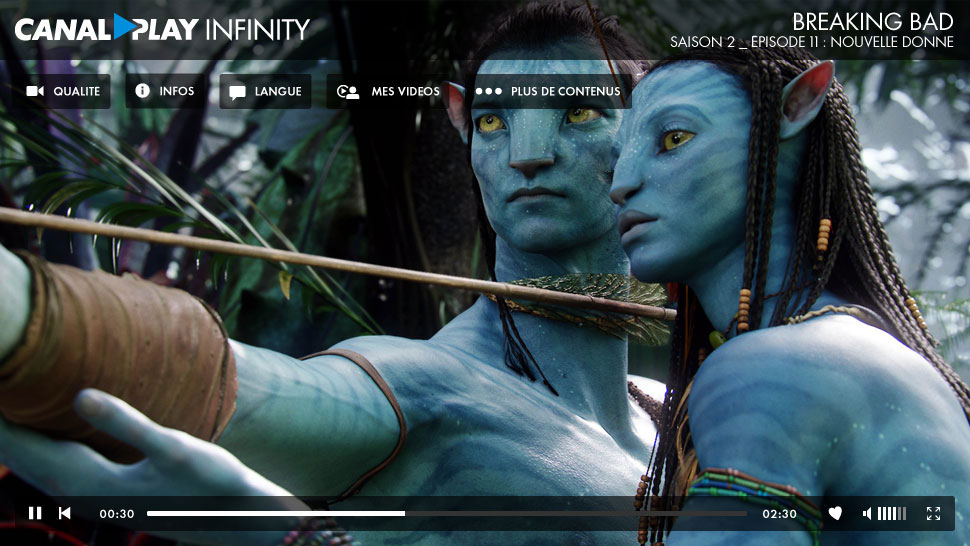 CANAL PLAY INFINITY
BREAKING BAD
SAISON 2 _ EPISODE 11 : NOUVELLE DONNE
QUALITE
INFOS
LANGUE
MES VIDEOS
PLUS DE CONTENUS
00:30
02:30